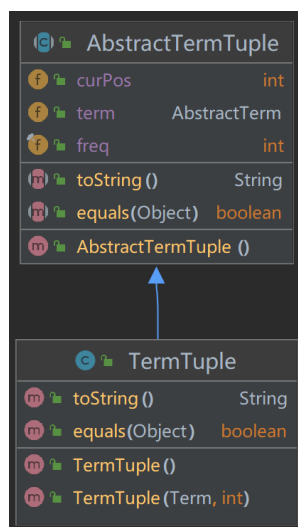 AbstractTermTuple
curPos int
term AbstractTerm
freq int
toString() String
equals(Object) boolean
AbstractTermTuple ()
TermTuple
toString() String
equals(Object) boolean
TermTuple()
TermTuple(Term, int)